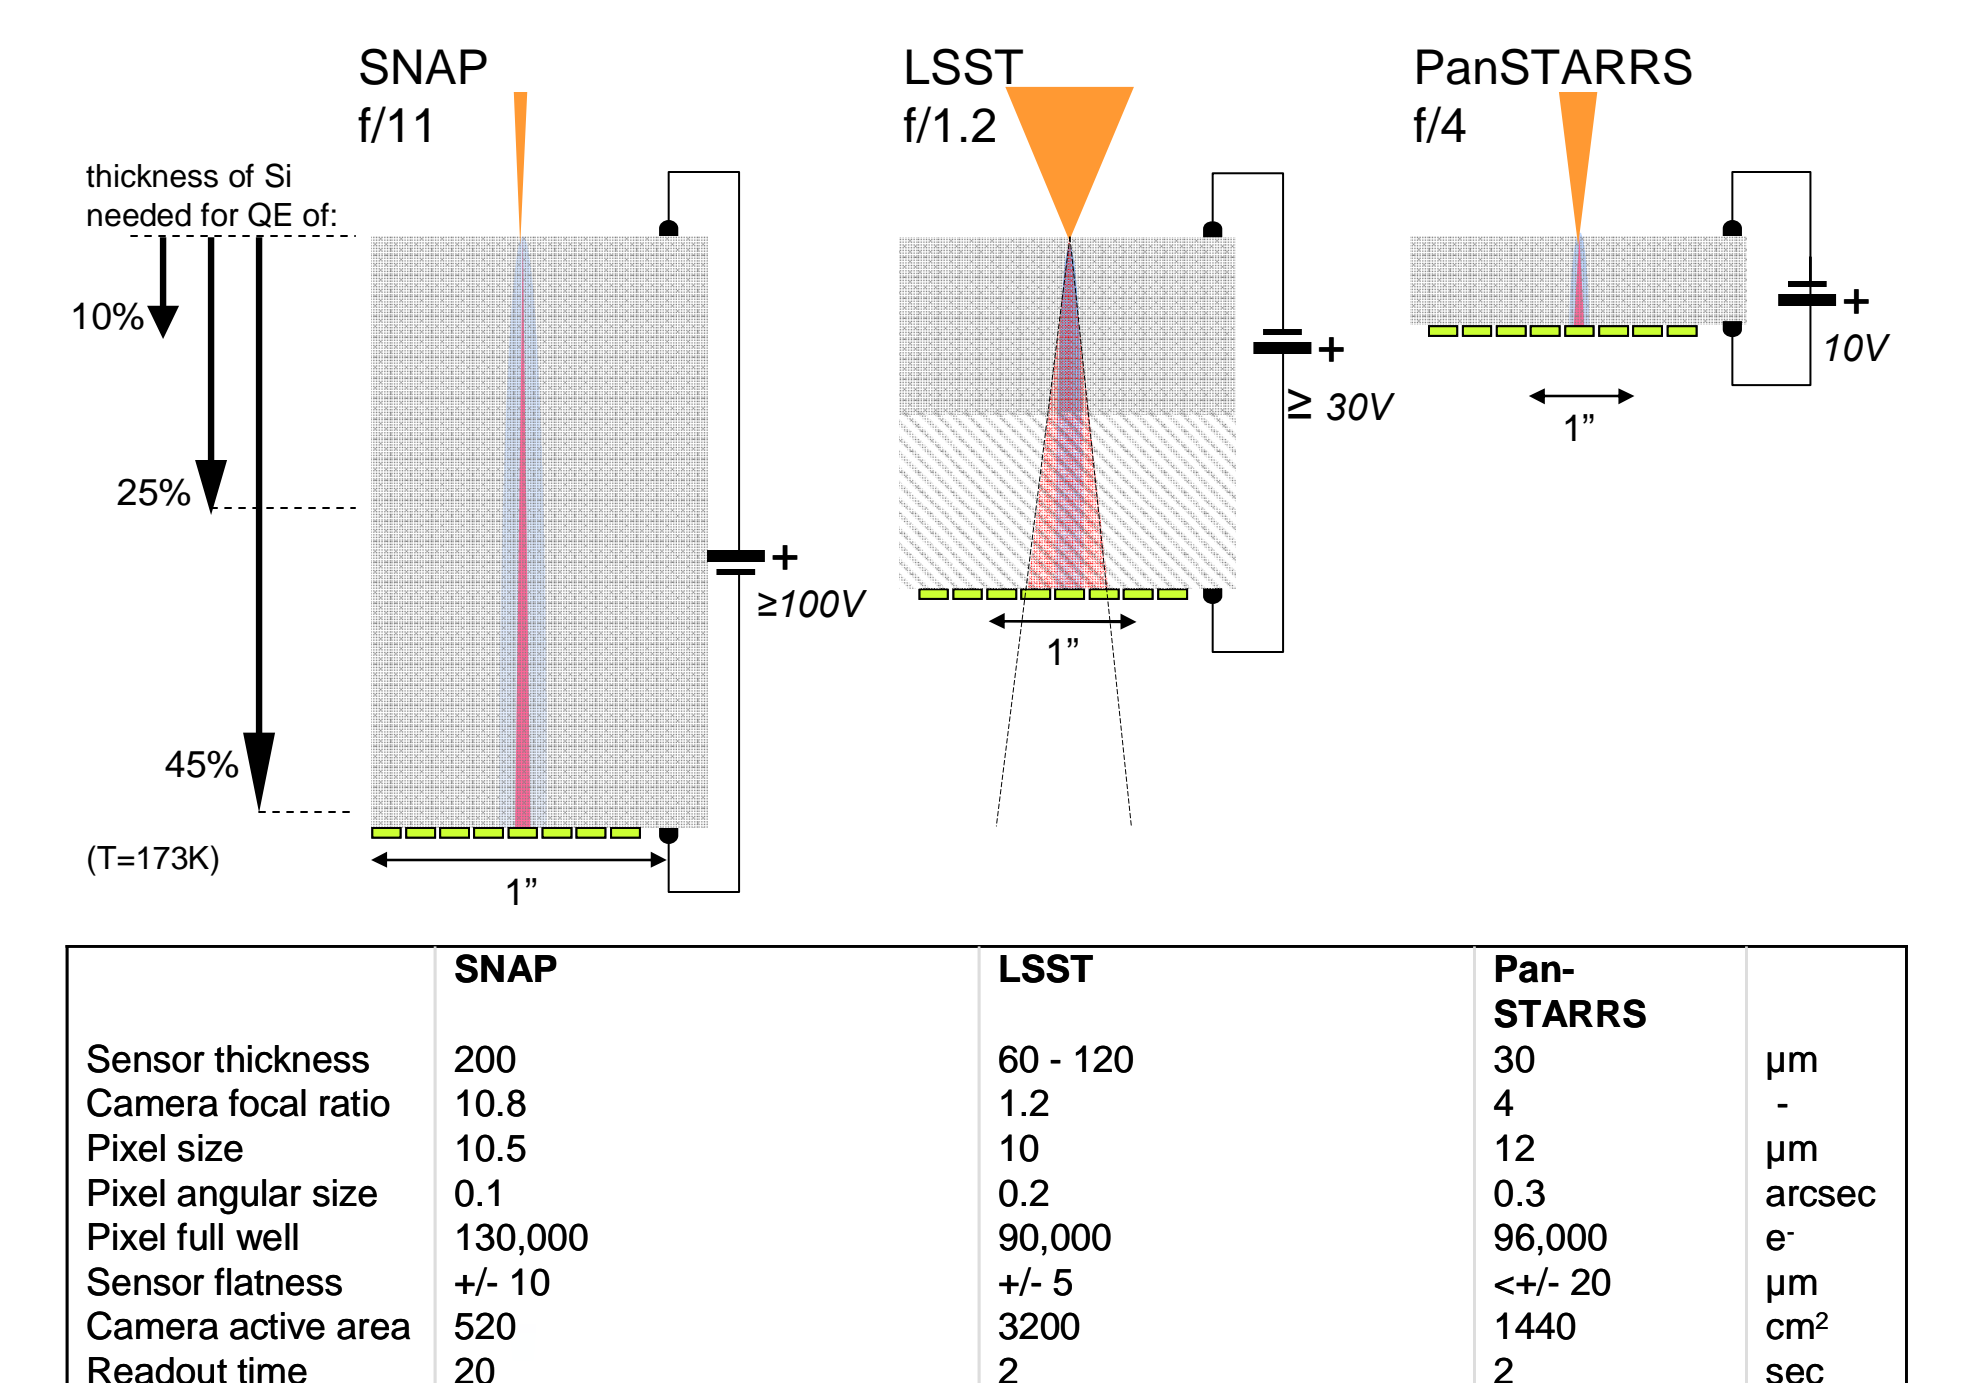 SNAP
f/11
LSST
f/1.2
PanSTARRS
f/4
thickness of Si
needed for QE of:
10%
25%
45%
(T=173K)
+
≥100V
1”
+
≥ 30V
1”
+
10V
1”
SNAP LSST Pan-
STARRS
Sensor thickness 200 60 - 120 30 µm
Camera focal ratio 10.8 1.2 4 -
Pixel size 10.5 10 12 µm
Pixel angular size 0.1 0.2 0.3 arcsec
Pixel full well 130,000 90,000 96,000 e-
Sensor flatness +/- 10 +/- 5 <+/- 20 µm
Camera active area 520 3200 1440 cm²
Readout time 20 2 2 sec